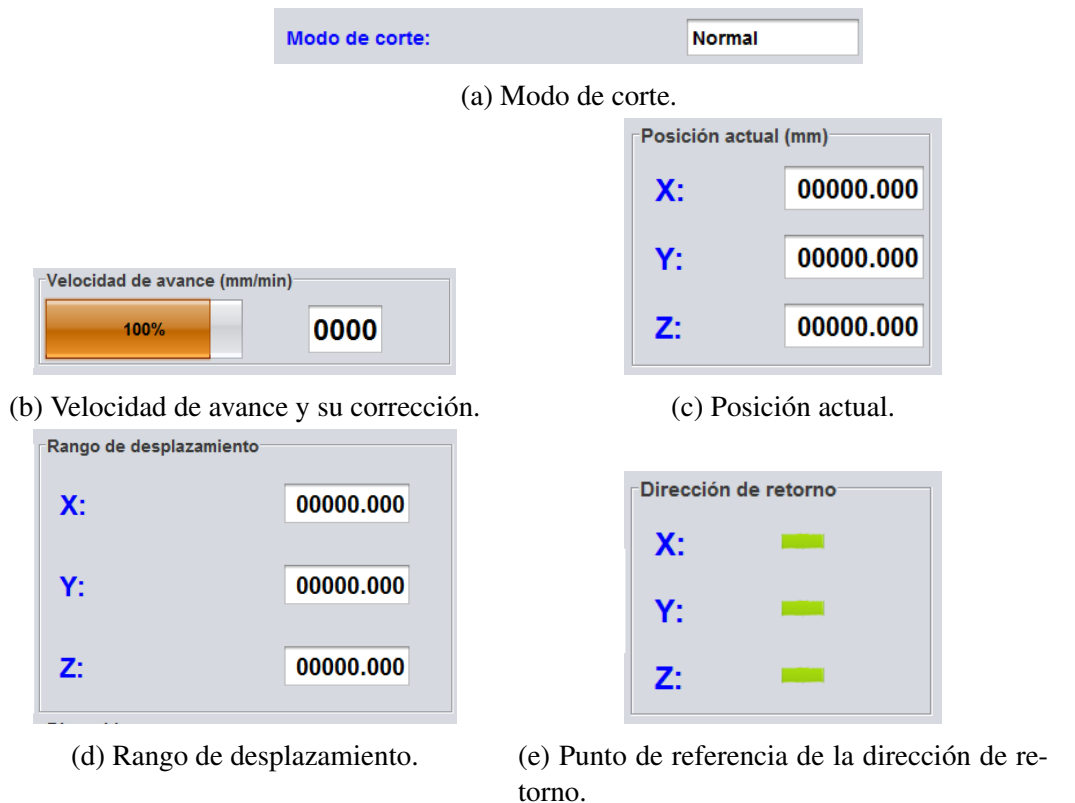 Modo de corte: Normal
(a) Modo de corte.
Velocidad de avance (mm/min)
100% 0000
(b) Velocidad de avance y su corrección.
Posición actual (mm)
X: 00000.000
Y: 00000.000
Z: 00000.000
(c) Posición actual.
Rango de desplazamiento
X: 00000.000
Y: 00000.000
Z: 00000.000
(d) Rango de desplazamiento.
Dirección de retorno
X:
Y:
Z:
(e) Punto de referencia de la dirección de re-
torno.